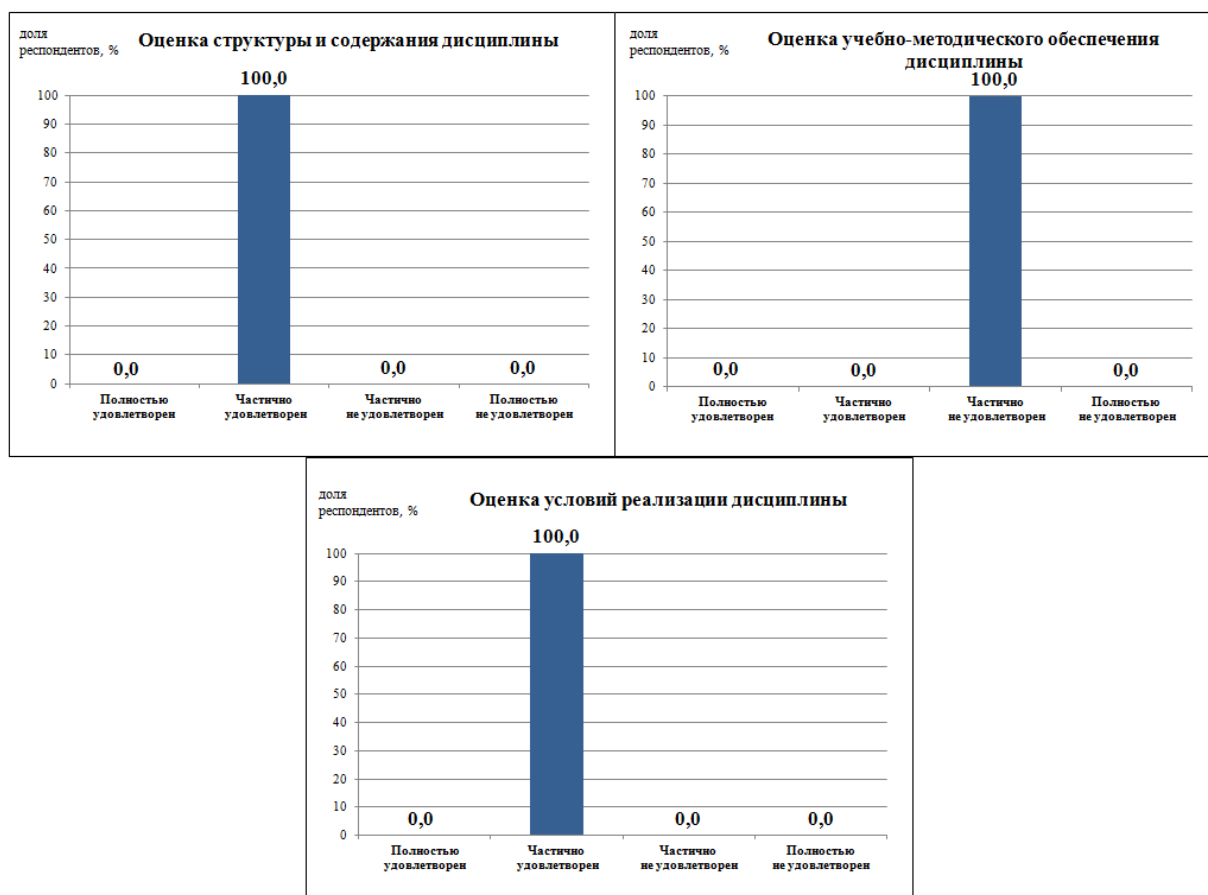 доля
респондентов, %
Оценка структуры и содержания дисциплины
100,0
100
90
80
70
60
50
40
30
20
10
0
0,0
0,0
0,0
Полностью
удовлетворен
Частично
удовлетворен
Частично
не удовлетворен
Полностью
не удовлетворен
доля
респондентов, %
Оценка учебно-методического обеспечения
дисциплины
100,0
100
90
80
70
60
50
40
30
20
10
0
0,0
0,0
0,0
Полностью
удовлетворен
Частично
удовлетворен
Частично
не удовлетворен
Полностью
не удовлетворен
доля
респондентов, %
Оценка условий реализации дисциплины
100,0
100
90
80
70
60
50
40
30
20
10
0
0,0
0,0
0,0
Полностью
удовлетворен
Частично
удовлетворен
Частично
не удовлетворен
Полностью
не удовлетворен